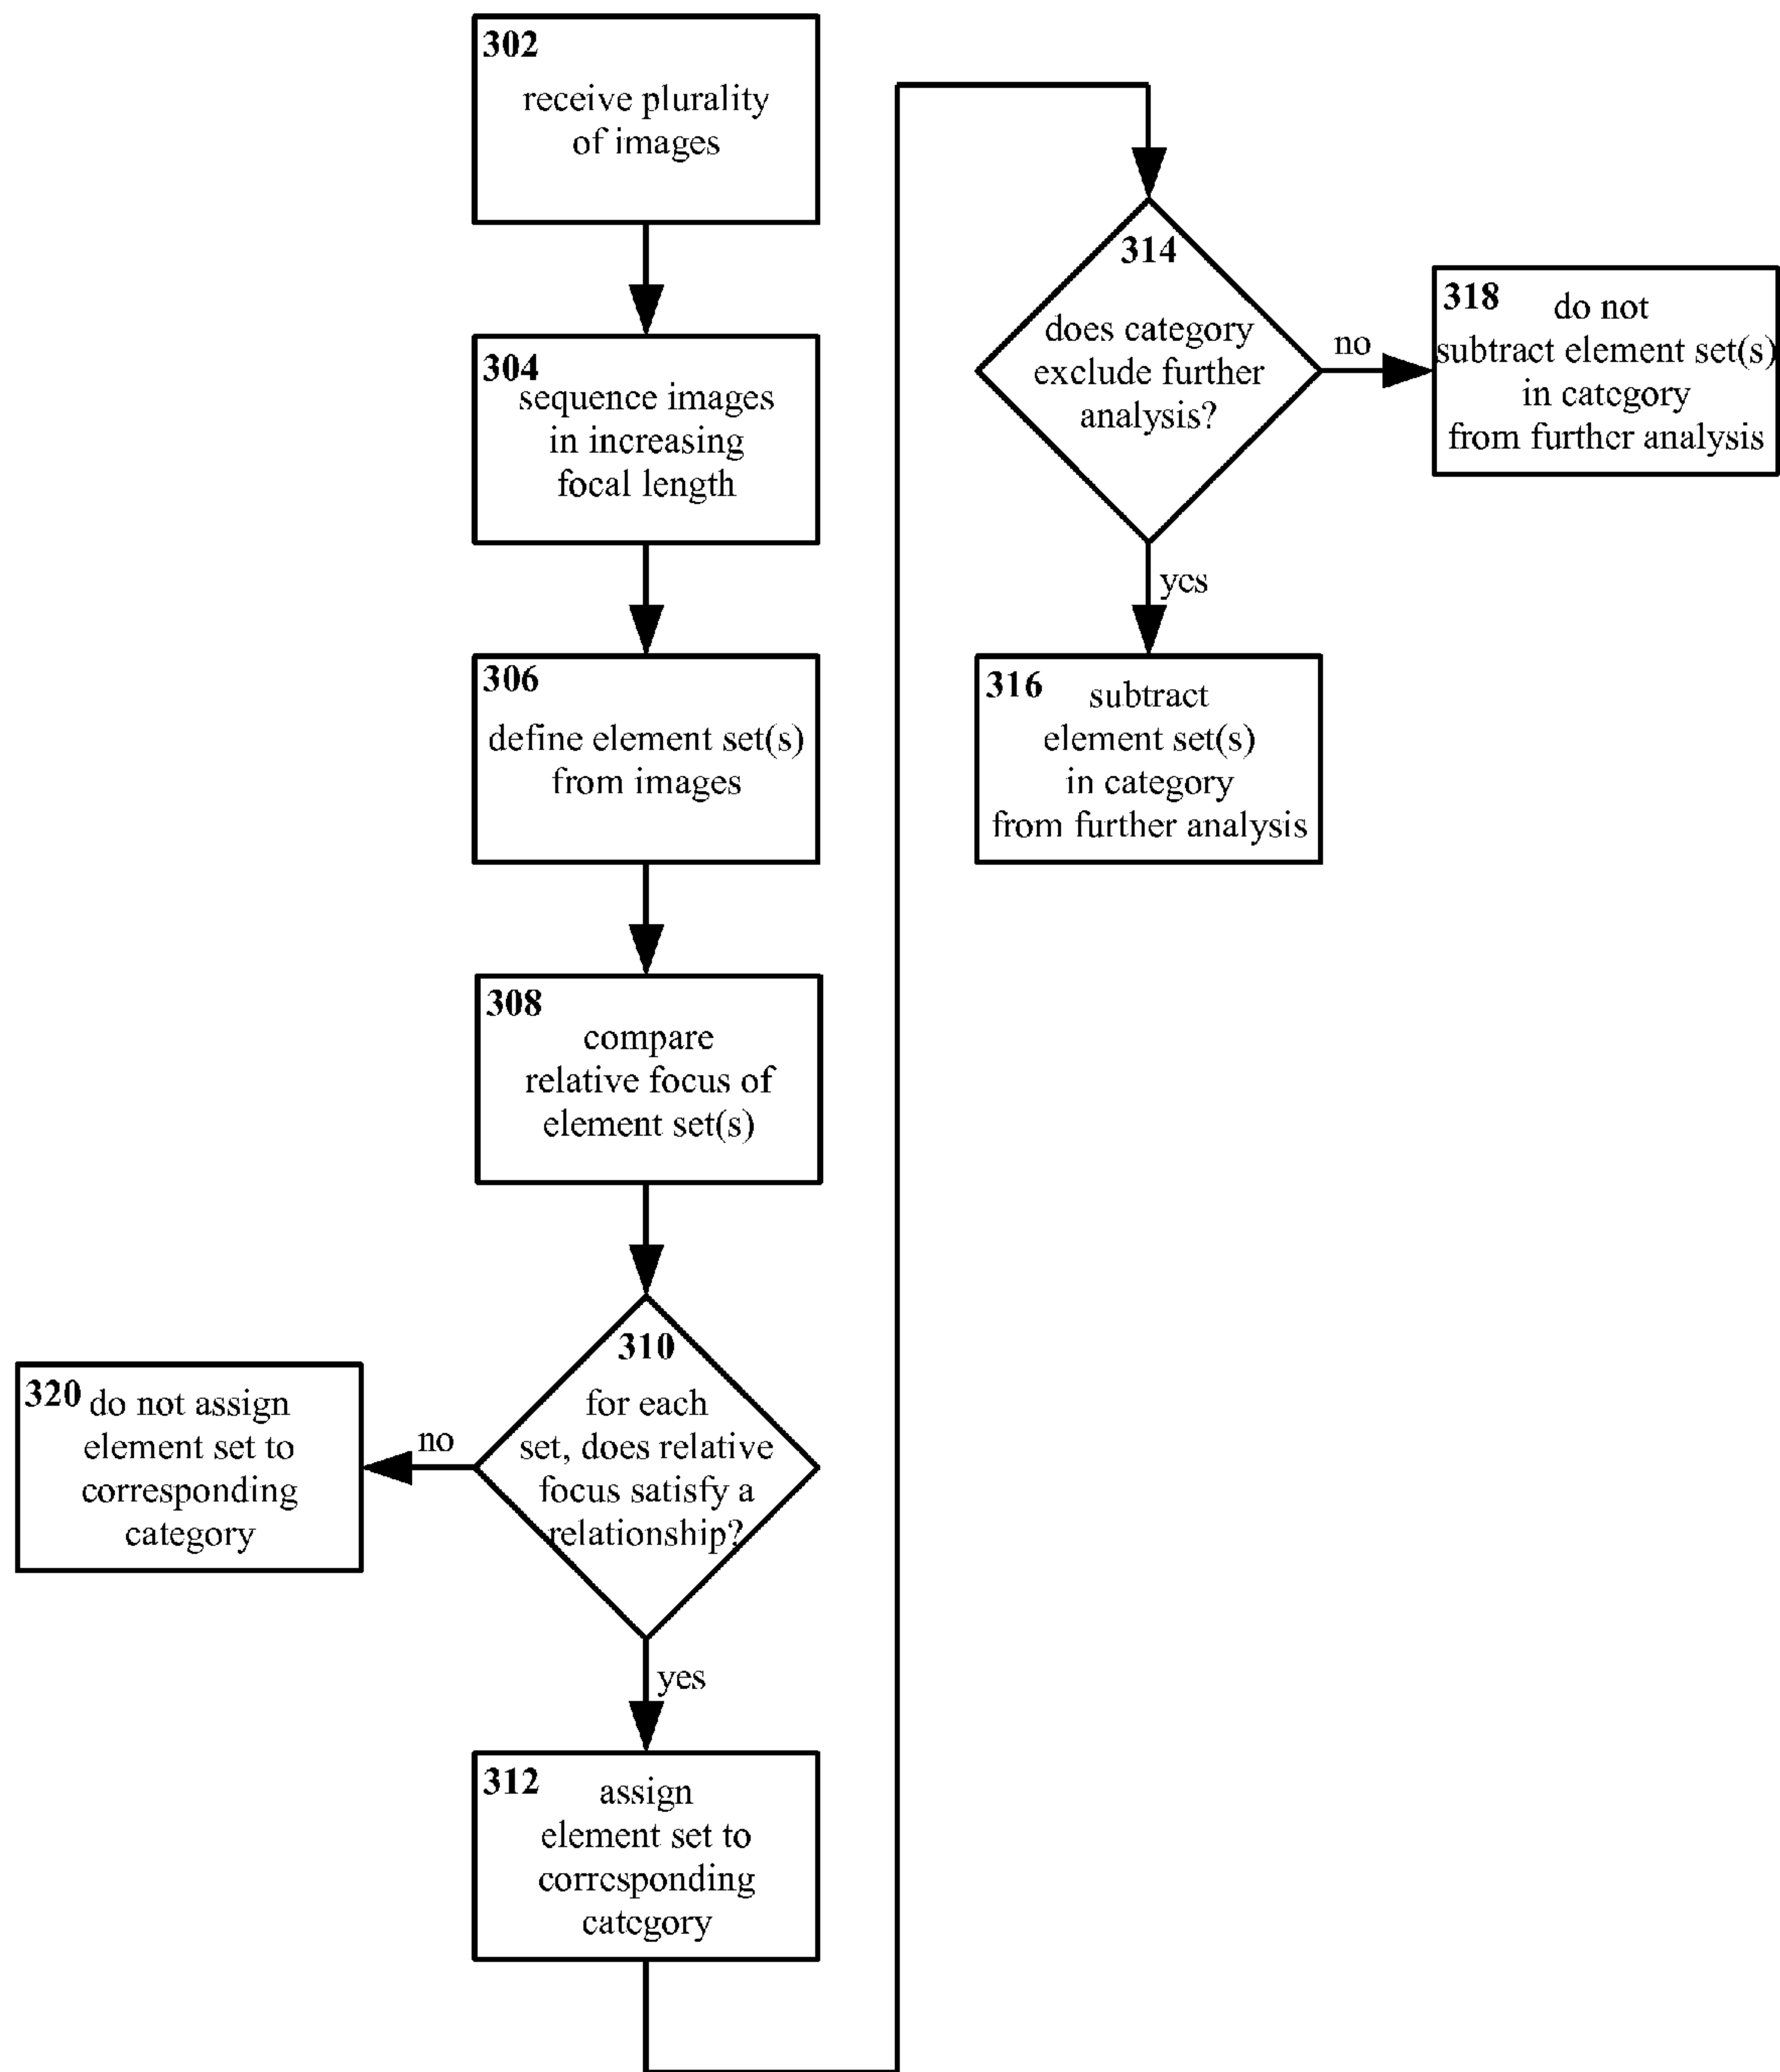 302
receive plurality
of images
304
sequence images
in increasing
focal length
306
define element set(s)
from images
308
compare
relative focus of
element set(s)
310
for each
set, does relative
focus satisfy a
relationship?
no
320 do not assign
element set to
corresponding
category
yes
312 assign
element set to
corresponding
category
314
does category
exclude further
analysis?
no
318 do not
subtract element set(s)
in category
from further analysis
yes
316 subtract
element set(s)
in category
from further analysis